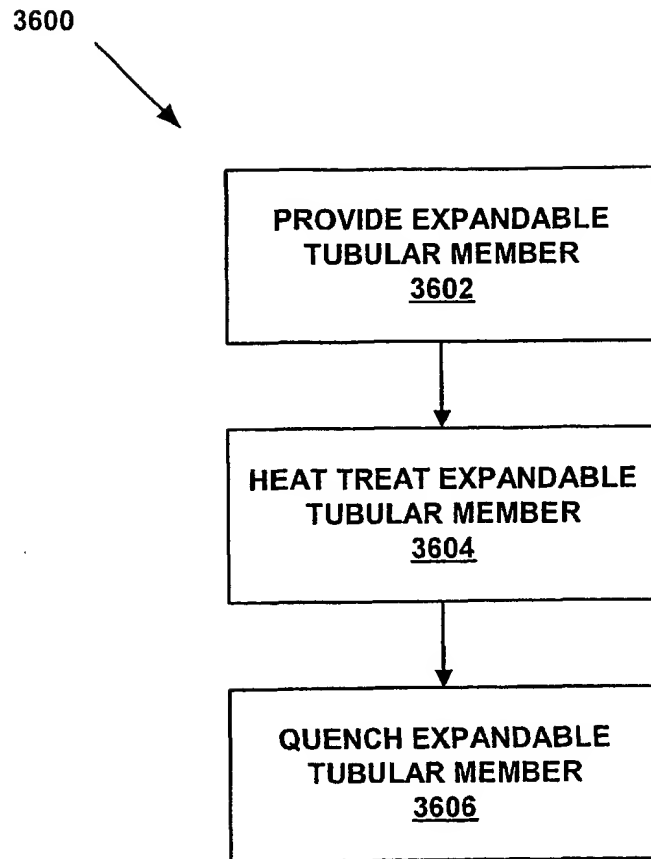 3600
PROVIDE EXPANDABLE
TUBULAR MEMBER
3602
HEAT TREAT EXPANDABLE
TUBULAR MEMBER
3604
QUENCH EXPANDABLE
TUBULAR MEMBER
3606